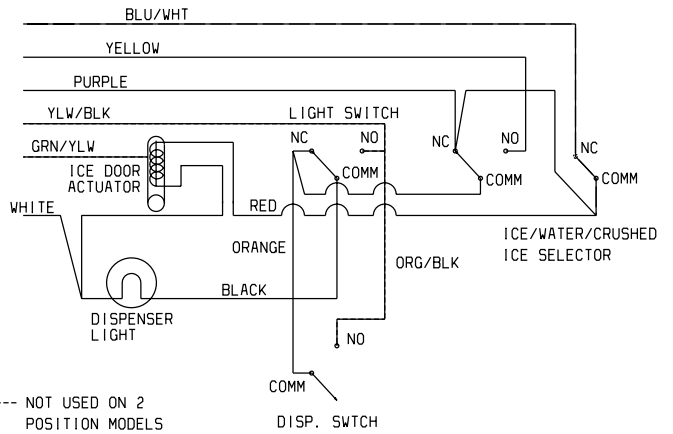 BLU/WHT
YELLOW
PURPLE
YLW/BLK
LIGHT SWITCH
GRN/YLW
NC
NO
NC
NO
NC
ICE DOOR
ACTUATOR
COMM
COMM
COMM
WHITE
RED
ICE/WATER/CRUSHED
ICE SELECTOR
ORANGE
ORG/BLK
BLACK
DISPENSER
LIGHT
NO
COMM
--- NOT USED ON 2
POSITION MODELS
DISP. SWTCH